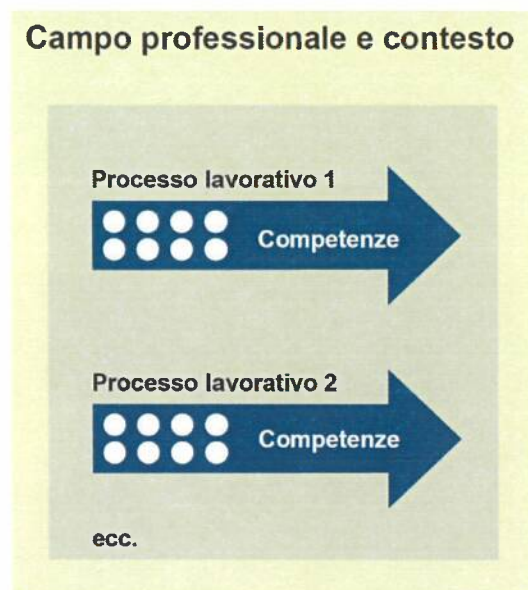 Campo professionale e contesto
Processo lavorativo 1
Competenze
Processo lavorativo 2
Competenze
ecc.